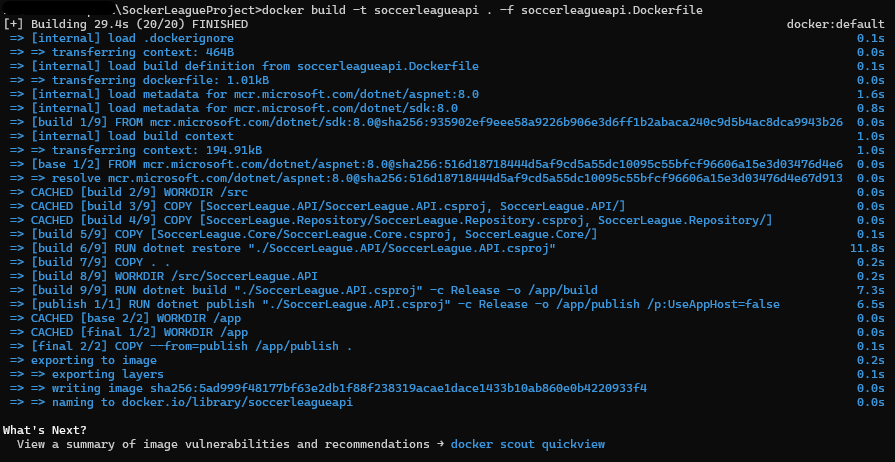 \SockerLeagueProject>docker build -t soccerleagueapi . -f soccerleagueapi.Dockerfile
[+] Building 29.4s (20/20) FINISHED docker:default
=> [internal] load .dockerignore 0.1s
=> => transferring context: 464B 0.0s
=> [internal] load build definition from soccerleagueapi.Dockerfile 0.1s
=> => transferring dockerfile: 1.01kB 0.0s
=> [internal] load metadata for mcr.microsoft.com/dotnet/aspnet:8.0 1.6s
=> [internal] load metadata for mcr.microsoft.com/dotnet/sdk:8.0 0.8s
=> [build 1/9] FROM mcr.microsoft.com/dotnet/sdk:8.0@sha256:935902ef9eee58a9226b906e3d6ff1b2abaca240c9d5b4ac8dca9943b26 0.0s
=> [internal] load build context 1.0s
=> => transferring context: 194.91kB 1.0s
=> [base 1/2] FROM mcr.microsoft.com/dotnet/aspnet:8.0@sha256:516d18718444d5af9cd5a55dc10095c55bfcf96606a15e3d03476d4e6 0.0s
=> => resolve mcr.microsoft.com/dotnet/aspnet:8.0@sha256:516d18718444d5af9cd5a55dc10095c55bfcf96606a15e3d03476d4e67d913 0.0s
=> CACHED [build 2/9] WORKDIR /src 0.0s
=> CACHED [build 3/9] COPY [SoccerLeague.API/SoccerLeague.API.csproj, SoccerLeague.API/] 0.0s
=> CACHED [build 4/9] COPY [SoccerLeague.Repository/SoccerLeague.Repository.csproj, SoccerLeague.Repository/] 0.0s
=> [build 5/9] COPY [SoccerLeague.Core/SoccerLeague.Core.csproj, SoccerLeague.Core/] 0.1s
=> [build 6/9] RUN dotnet restore "./SoccerLeague.API/SoccerLeague.API.csproj" 11.8s
=> [build 7/9] COPY . . 0.2s
=> [build 8/9] WORKDIR /src/SoccerLeague.API 0.2s
=> [build 9/9] RUN dotnet build "./SoccerLeague.API.csproj" -c Release -o /app/build 7.3s
=> [publish 1/1] RUN dotnet publish "./SoccerLeague.API.csproj" -c Release -o /app/publish /p:UseAppHost=false 6.5s
=> CACHED [base 2/2] WORKDIR /app 0.0s
=> CACHED [final 1/2] WORKDIR /app 0.0s
=> [final 2/2] COPY --from=publish /app/publish . 0.1s
=> exporting to image 0.2s
=> => exporting layers 0.1s
=> => writing image sha256:5ad999f48177bf63e2db1f88f238319acae1dace1433b10ab860e0b4220933f4 0.0s
=> => naming to docker.io/library/soccerleagueapi 0.0s
What's Next?
View a summary of image vulnerabilities and recommendations → docker scout quickview